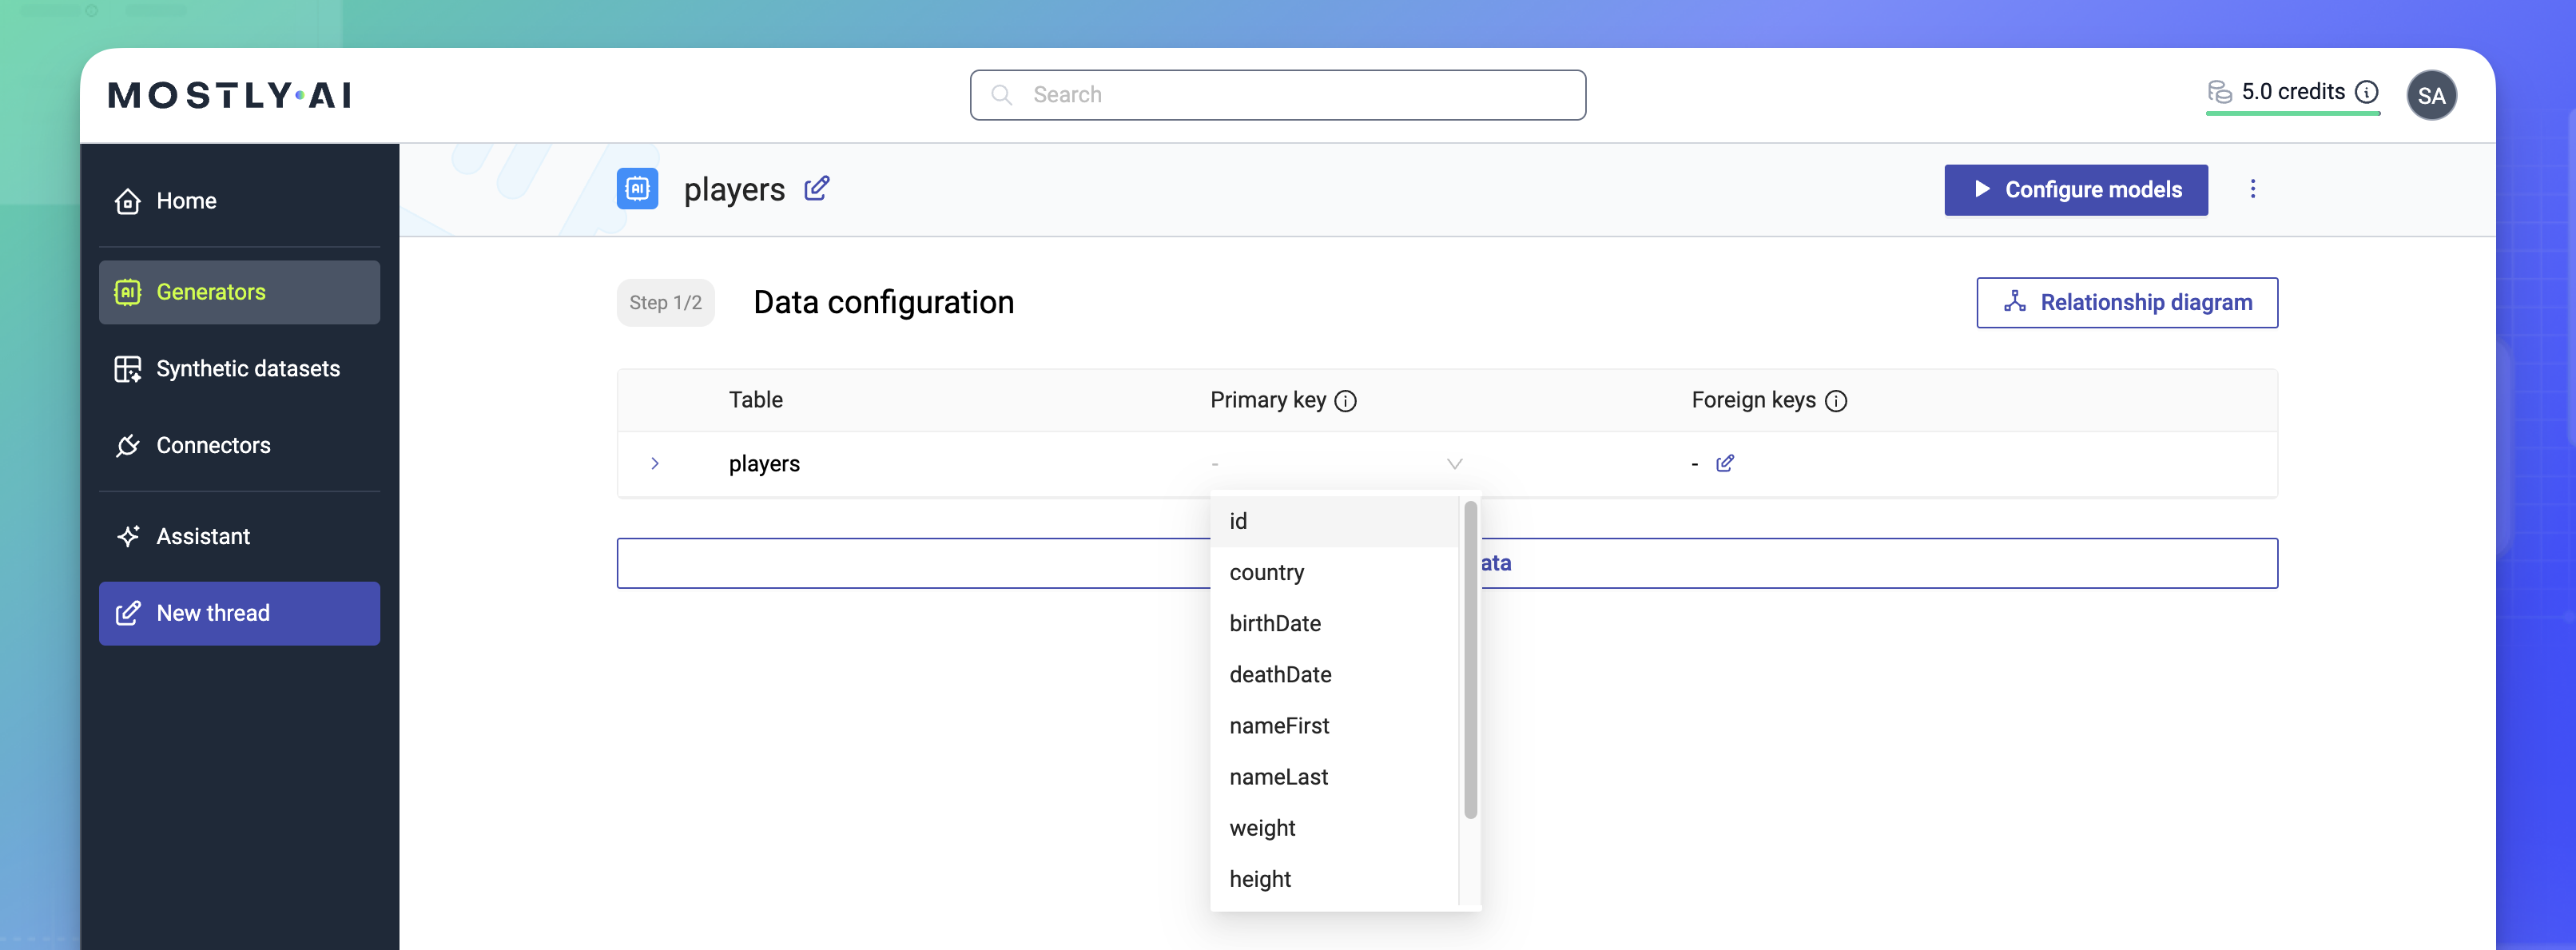 MOSTLY·AI
Search
5.0 credits
SA
Home
Generators
Synthetic datasets
Connectors
Assistant
New thread
players
Configure models
Step 1/2
Data configuration
Relationship diagram
Table
Primary key
Foreign keys
players
-
-
id
country
birthDate
deathDate
nameFirst
nameLast
weight
height
ata